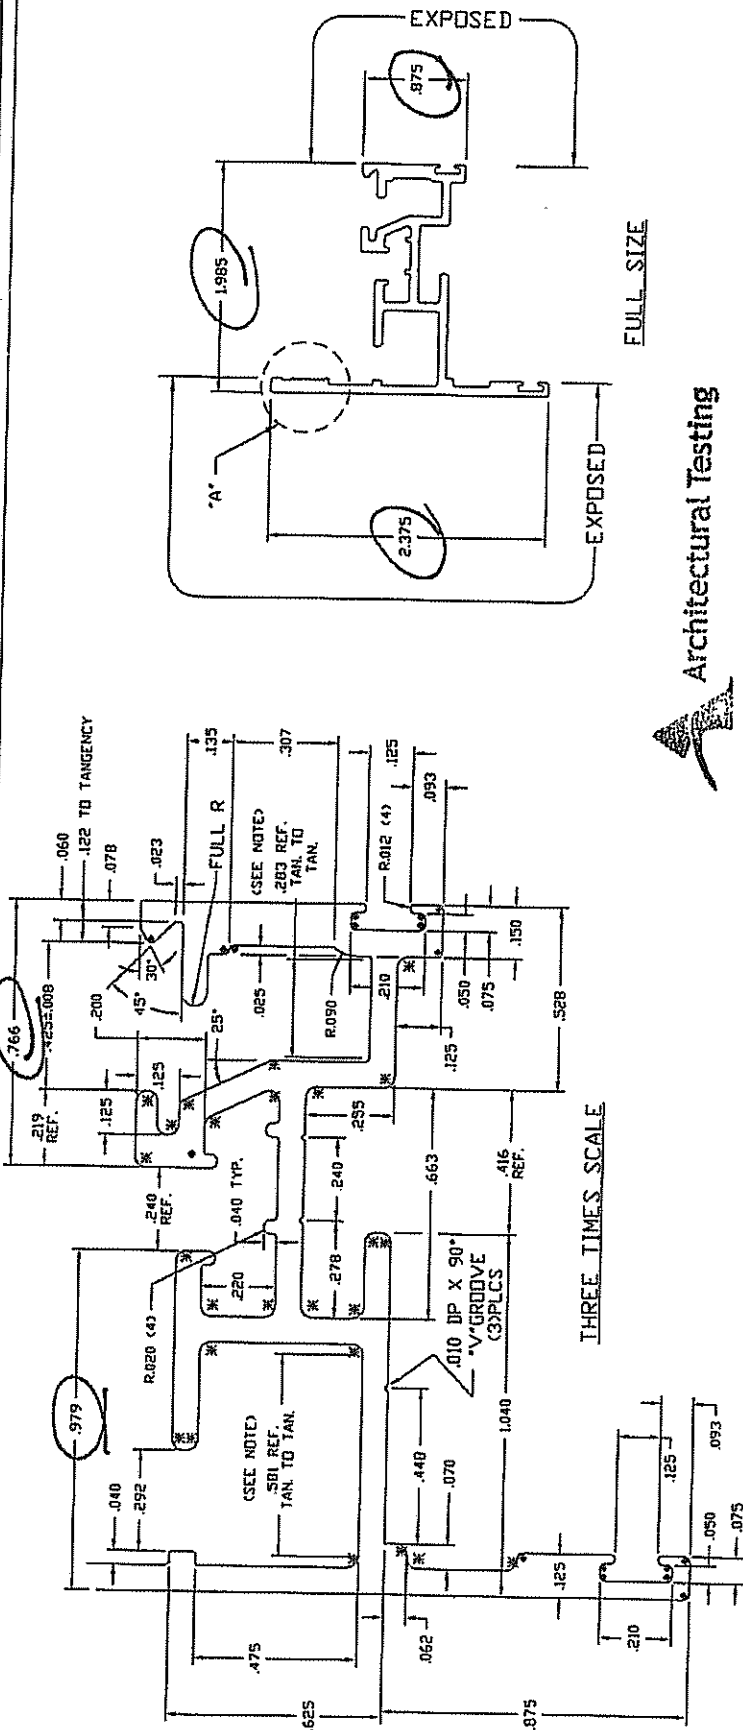 EXPOSED
.875
1.985
"A"
2.375
EXPOSED
FULL SIZE
Architectural Testing
.766
.425±.008
.219
REF.
.125
.125
.200
45°
30°
.060
.122 TO TANGENCY
.078
.023
FULL R
.135
.307
(SEE NOTE)
.283 REF.
TAN. TO
TAN.
.025
R.090
25°
.125
R.012 (4)
.093
.210
.150
.050
.075
.125
.528
.295
.663
.416
REF.
.240
.278
.240
REF.
.040 TYP.
R.020 (4)
.220
.979
.040
.292
(SEE NOTE)
.501 REF.
TAN. TO TAN.
.010 DP X 90°
"V"GROOVE
(3)PLCS
.440
1.040
.070
.062
.475
.625
.875
.125
.210
.125
.093
.050
.075
THREE TIMES SCALE